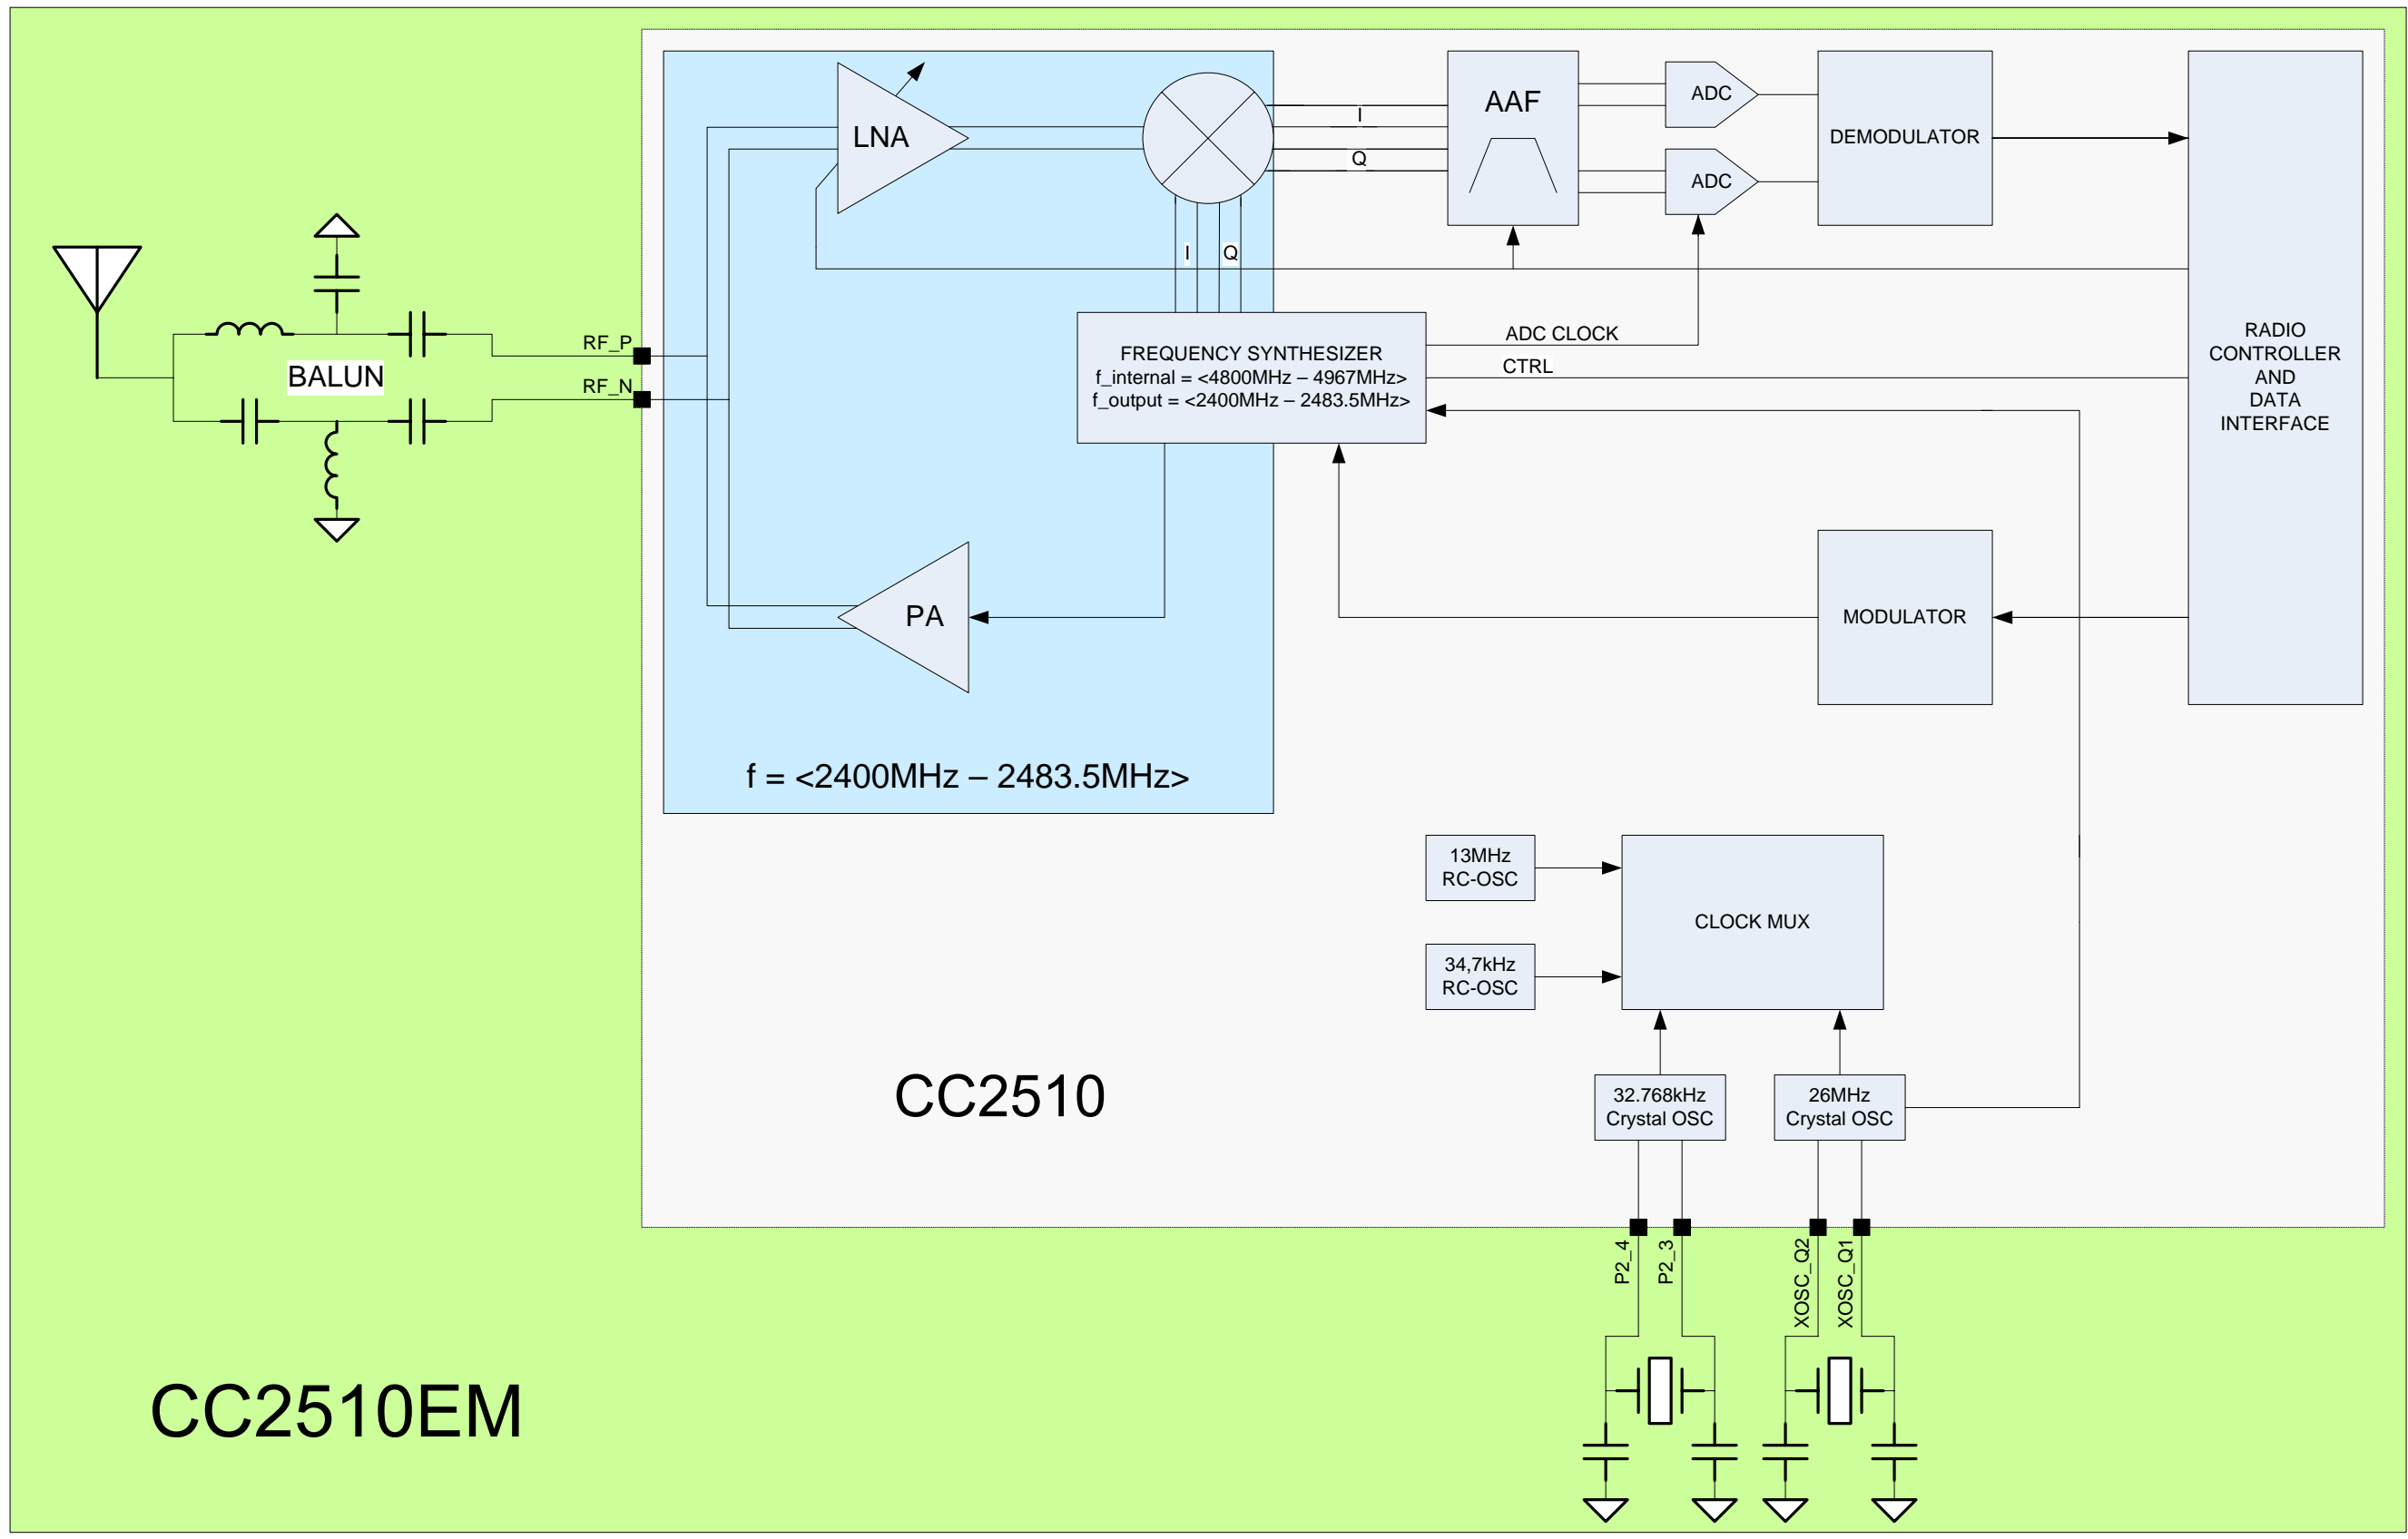 LNA
I
Q
AAF
ADC
ADC
DEMODULATOR
I
Q
BALUN
RF_P
RF_N
FREQUENCY SYNTHESIZER
f_internal = <4800MHz – 4967MHz>
f_output = <2400MHz – 2483.5MHz>
ADC CLOCK
CTRL
RADIO
CONTROLLER
AND
DATA
INTERFACE
PA
MODULATOR
f = <2400MHz – 2483.5MHz>
13MHz
RC-OSC
34,7kHz
RC-OSC
CLOCK MUX
CC2510
32.768kHz
Crystal OSC
26MHz
Crystal OSC
P2_4
P2_3
XOSC_Q2
XOSC_Q1
CC2510EM